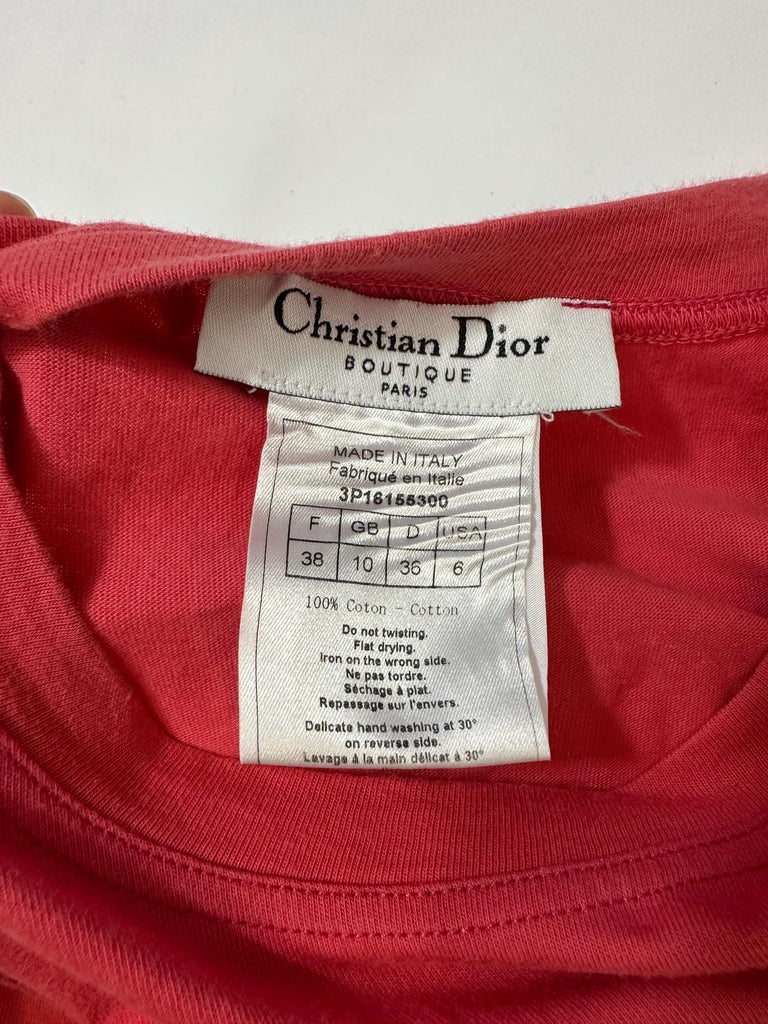 Christian Dior
BOUTIQUE
PARIS
MADE IN ITALY
Fabriqué en Italie
3P16155300
F GB D USA
38 10 36 6
100% Coton - Cotton
Do not twisting.
Flat drying.
Iron on the wrong side.
Ne pas tordre.
Séchage à plat.
Repassage sur l'envers.
Delicate hand washing at 30°
on reverse side.
Lavage à la main délicat à 30°